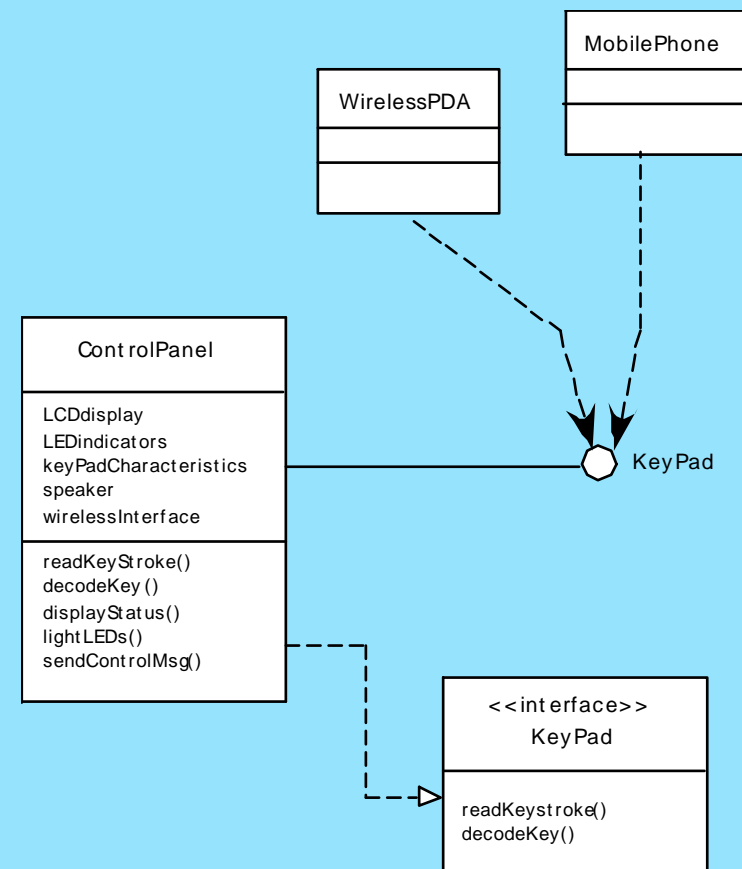 MobilePhone
WirelessPDA
ControlPanel
LCDdisplay
LEDindicators
keyPadCharacteristics
speaker
wirelessInterface
KeyPad
readKeyStroke()
decodeKey()
displayStatus()
lightLEDs()
sendControlMsg()
<<interface>>
KeyPad
readKeystroke()
decodeKey()